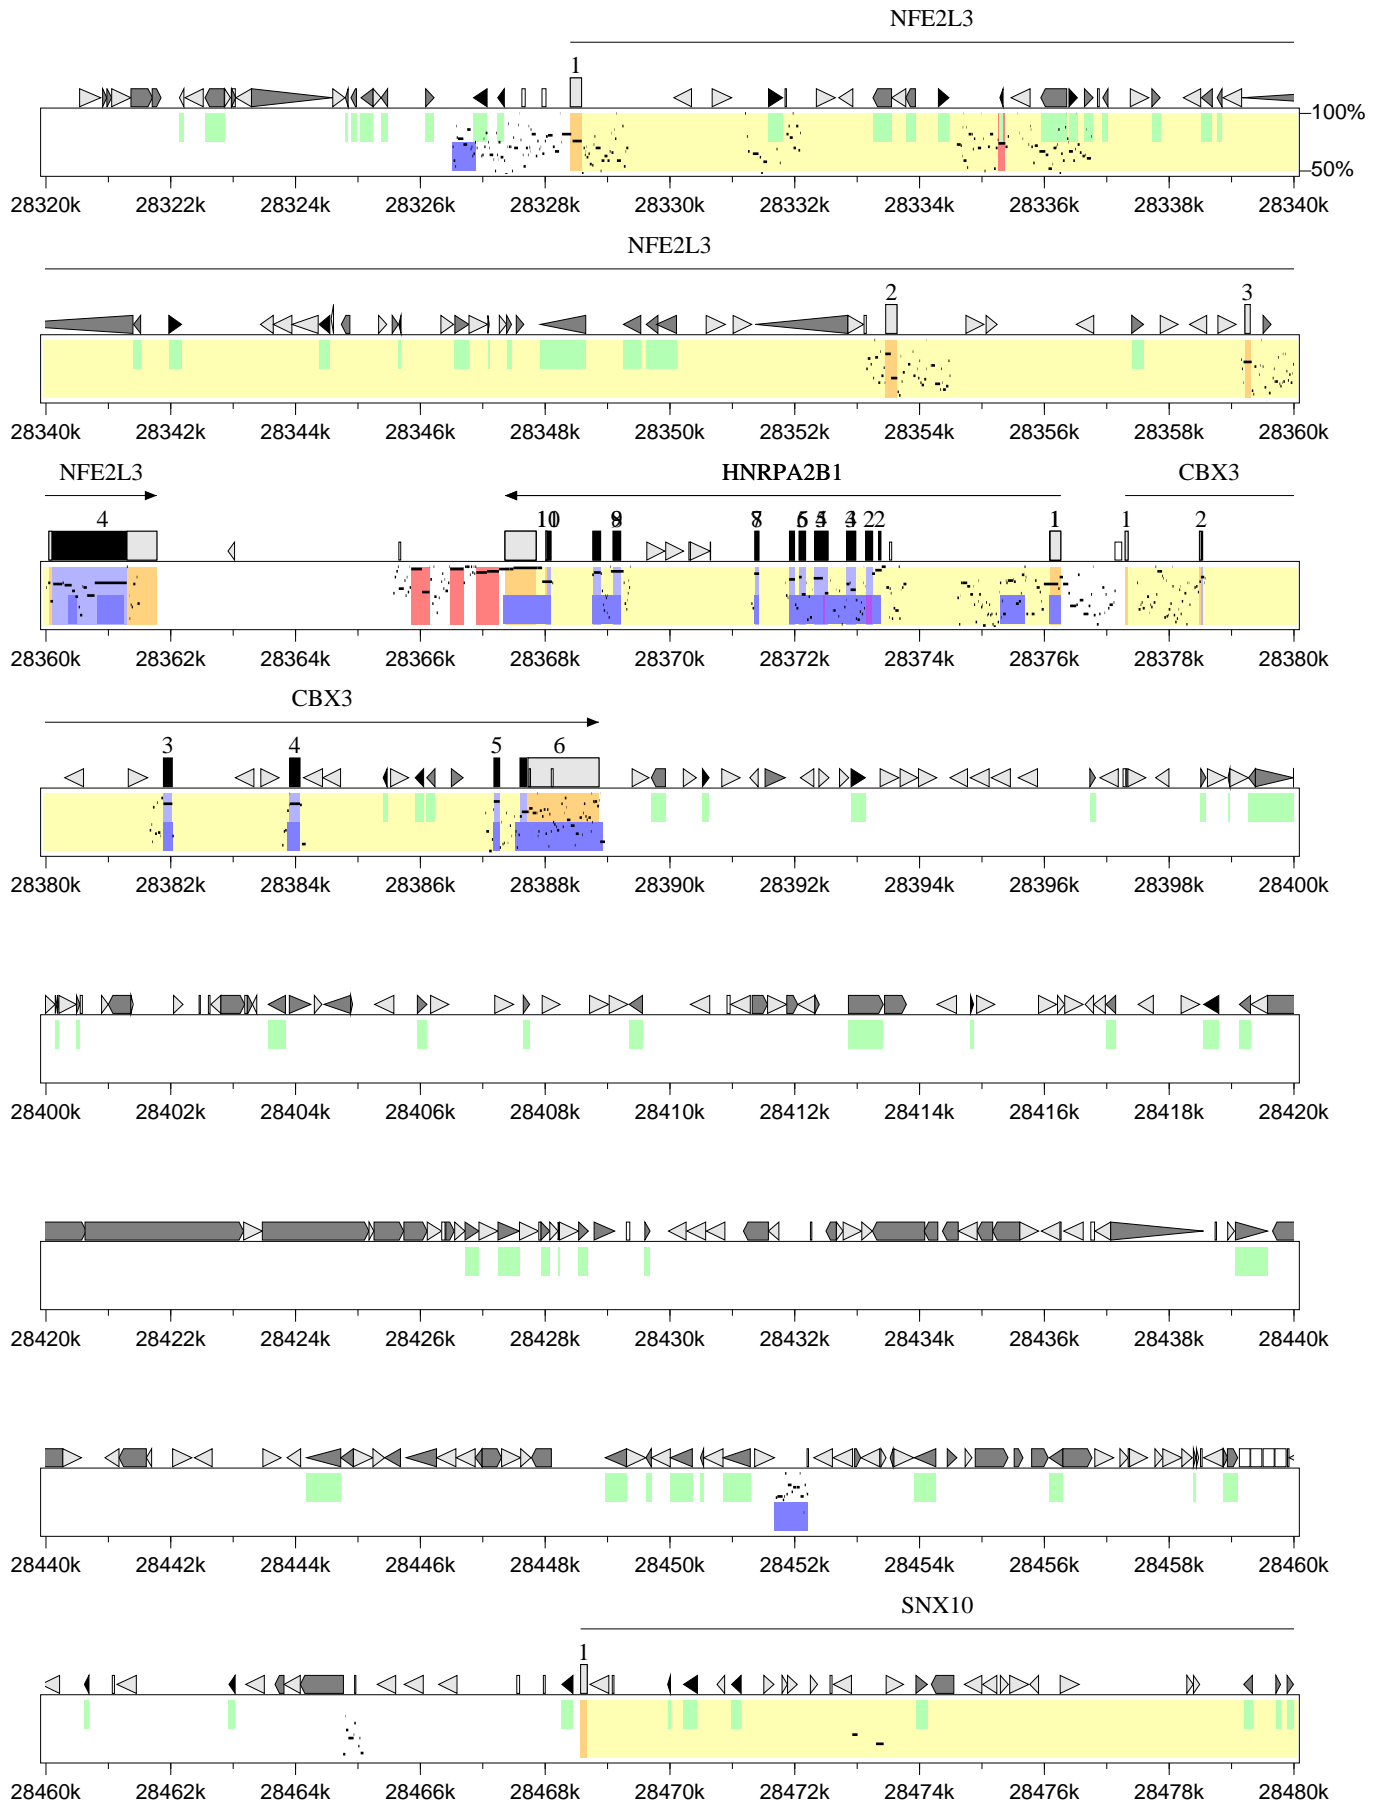 NFE2L3
1
100%
50%
28320k 28322k 28324k 28326k 28328k 28330k 28332k 28334k 28336k 28338k 28340k
NFE2L3
2 3
28340k 28342k 28344k 28346k 28348k 28350k 28352k 28354k 28356k 28358k 28360k
NFE2L3 HNRPA2B1 CBX3
4 10 2 2 1 1 2
28360k 28362k 28364k 28366k 28368k 28370k 28372k 28374k 28376k 28378k 28380k
CBX3
3 4 5 6
28380k 28382k 28384k 28386k 28388k 28390k 28392k 28394k 28396k 28398k 28400k
28400k 28402k 28404k 28406k 28408k 28410k 28412k 28414k 28416k 28418k 28420k
28420k 28422k 28424k 28426k 28428k 28430k 28432k 28434k 28436k 28438k 28440k
28440k 28442k 28444k 28446k 28448k 28450k 28452k 28454k 28456k 28458k 28460k
SNX10
1
28460k 28462k 28464k 28466k 28468k 28470k 28472k 28474k 28476k 28478k 28480k